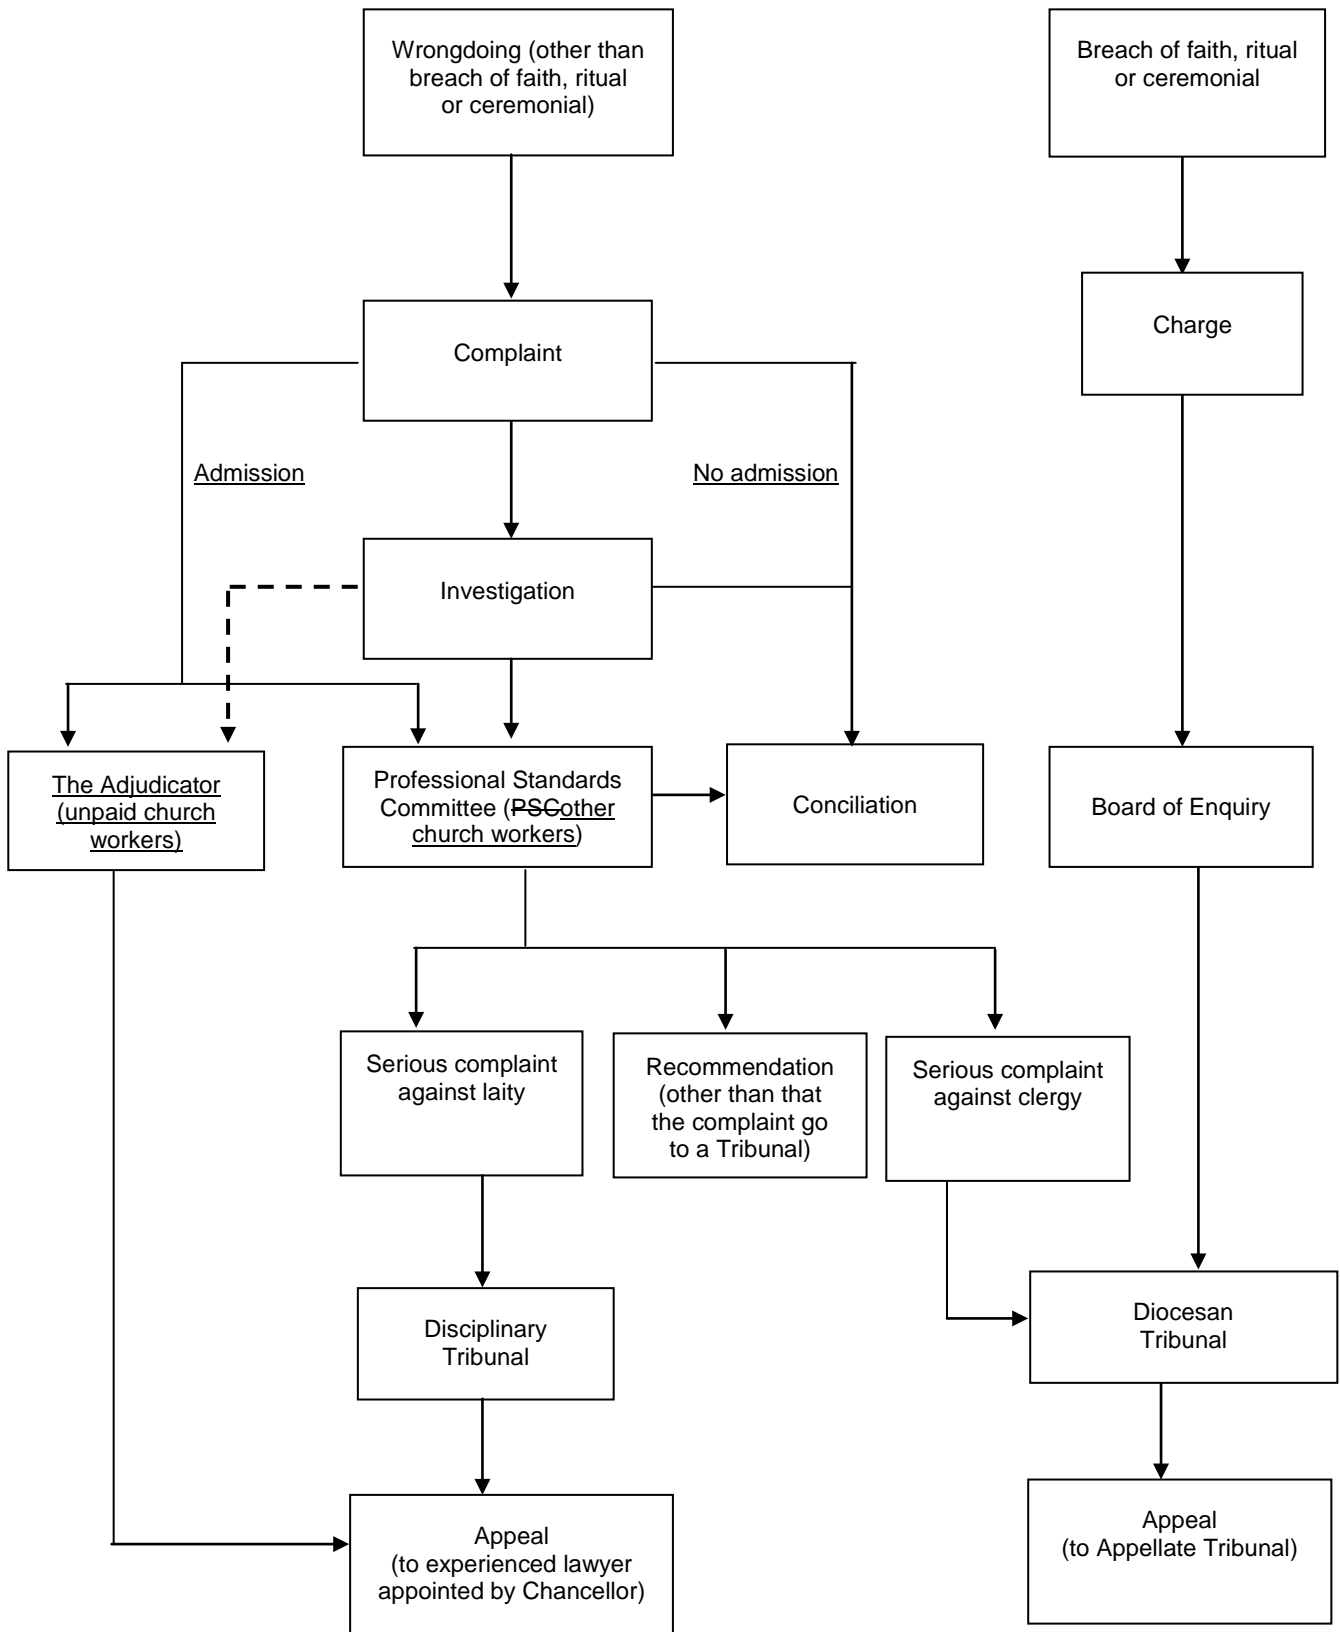 Wrongdoing (other than
breach of faith, ritual
or ceremonial)
Breach of faith, ritual
or ceremonial
Complaint
Charge
Admission
No admission
Investigation
The Adjudicator
(unpaid church
workers)
Professional Standards
Committee (PSCother
church workers)
Conciliation
Board of Enquiry
Serious complaint
against laity
Recommendation
(other than that
the complaint go
to a Tribunal)
Serious complaint
against clergy
Disciplinary
Tribunal
Diocesan
Tribunal
Appeal
(to experienced lawyer
appointed by Chancellor)
Appeal
(to Appellate Tribunal)